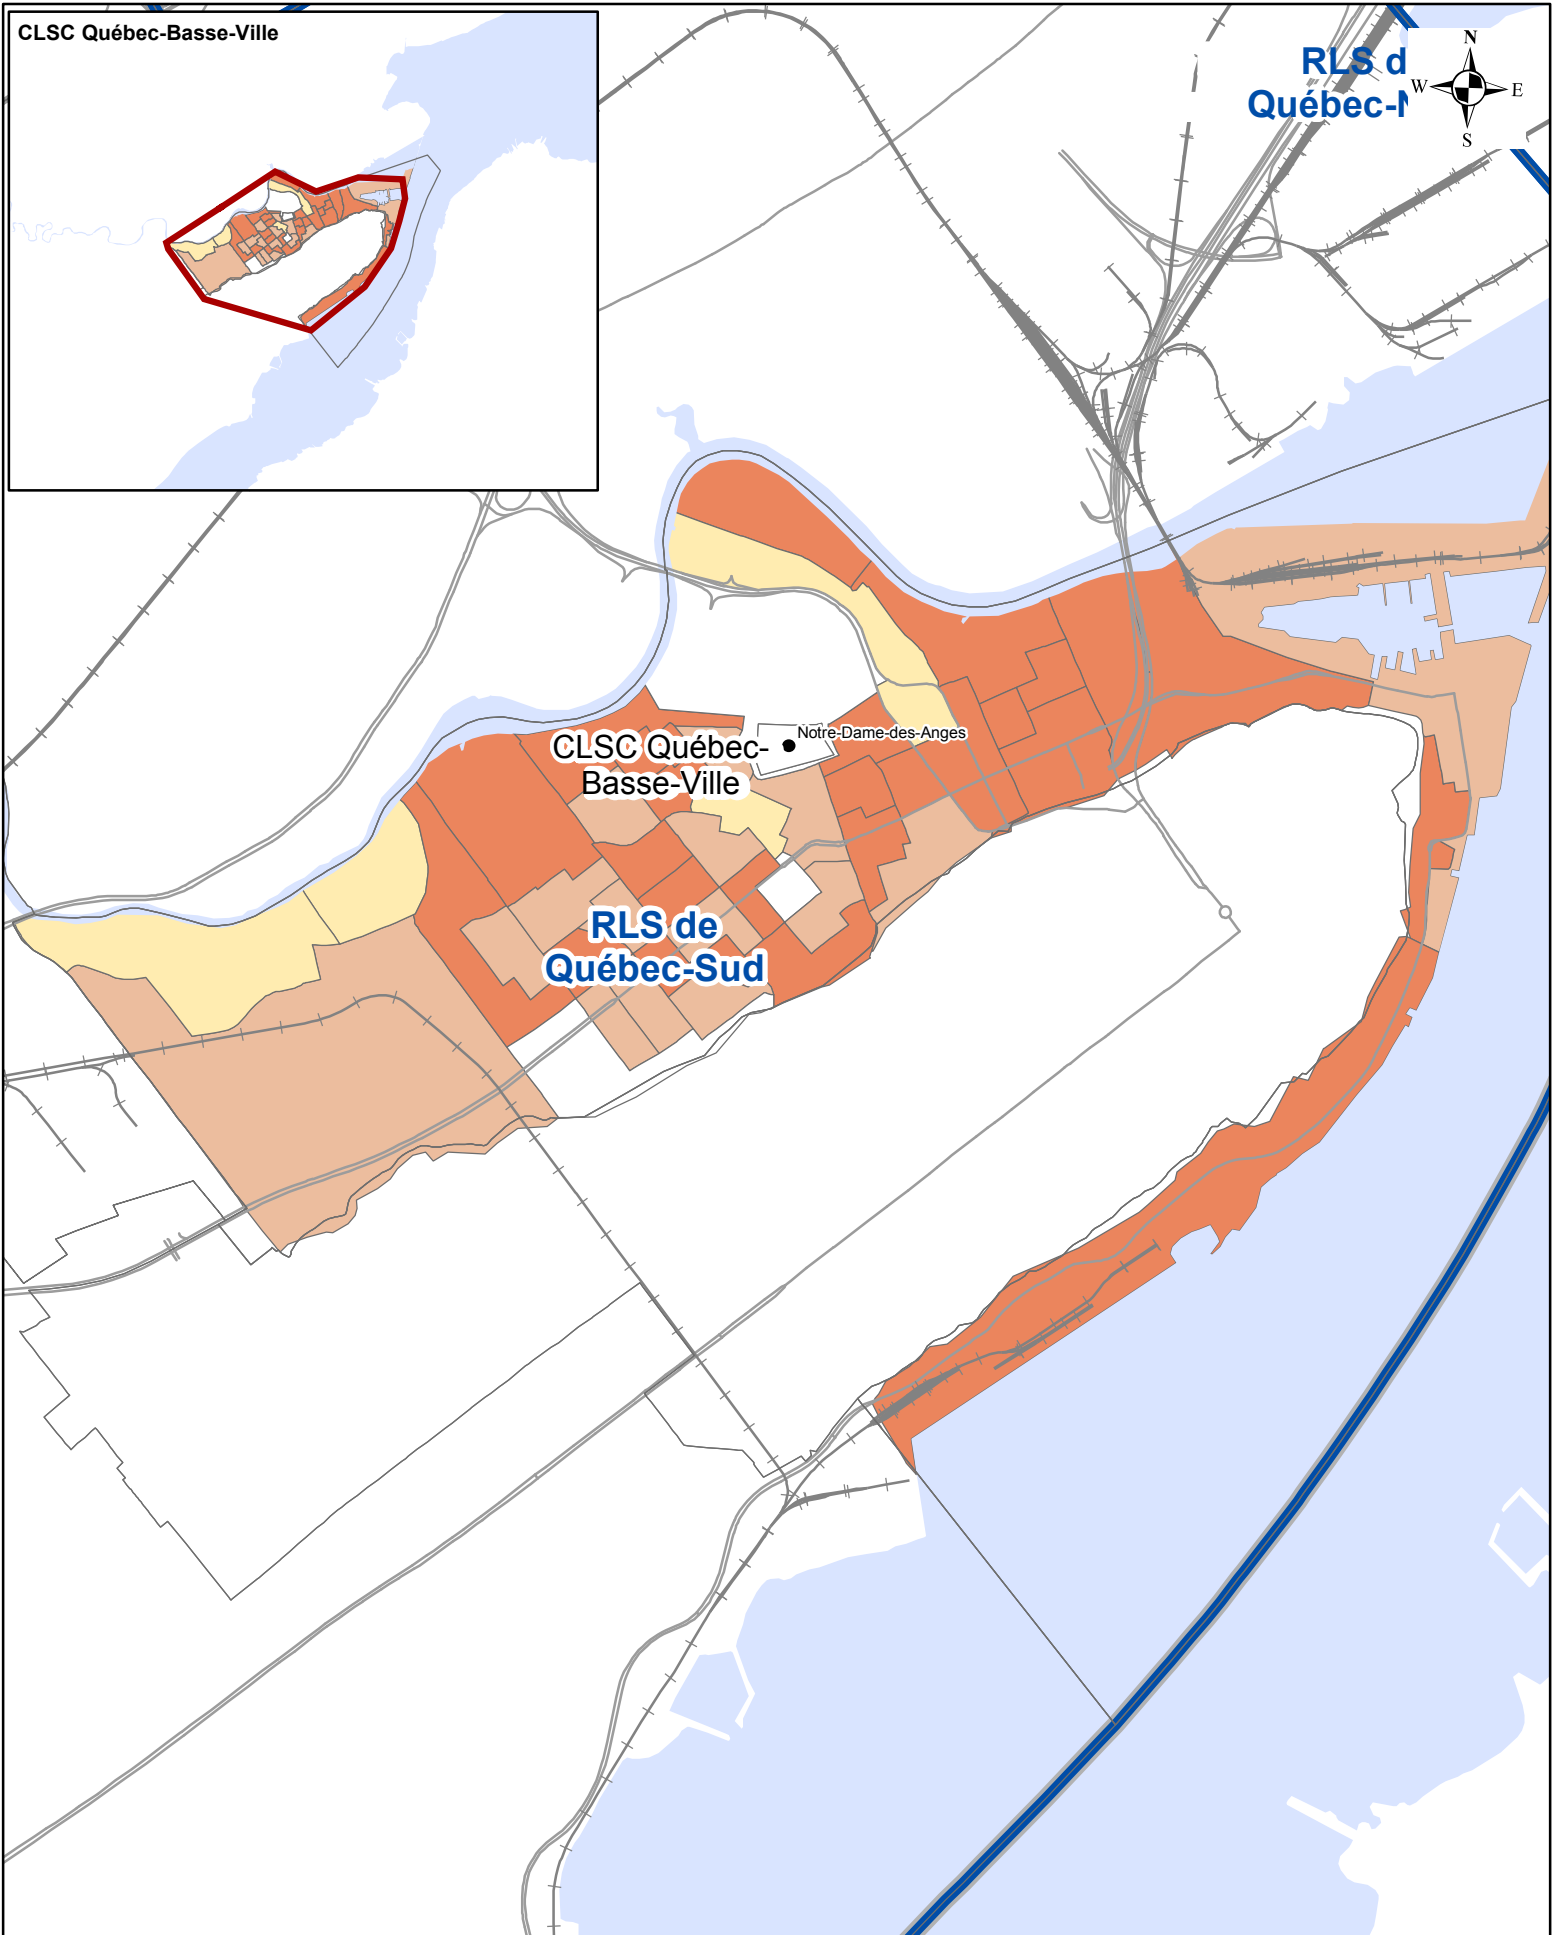 CLSC Québec-Basse-Ville
RLS d
Québec-N
N
W
E
S
Notre-Dame-des-Anges
CLSC Québec-
Basse-Ville
RLS de
Québec-Sud